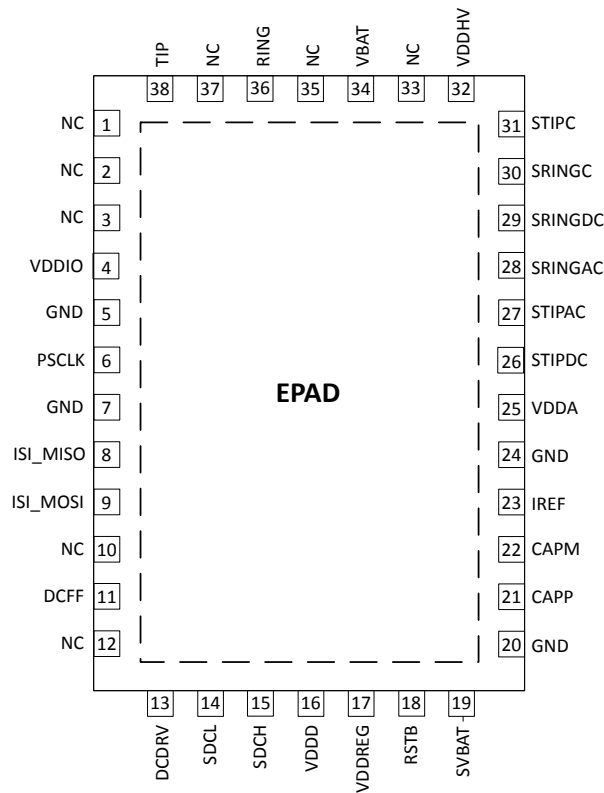 TIP
NC
RING
NC
VBAT
NC
VDDHV
38
37
36
35
34
33
32
NC 1
NC 2
NC 3
VDDIO 4
GND 5
PSCLK 6
GND 7
ISI_MISO 8
ISI_MOSI 9
NC 10
DCFF 11
NC 12
EPAD
31 STIPC
30 SRINGC
29 SRINGDC
28 SRINGAC
27 STIPAC
26 STIPDC
25 VDDA
24 GND
23 IREF
22 CAPM
21 CAPP
20 GND
13
14
15
16
17
18
19
DCDRV
SDCL
SDCH
VDDD
VDDREG
RSTB
SVBAT